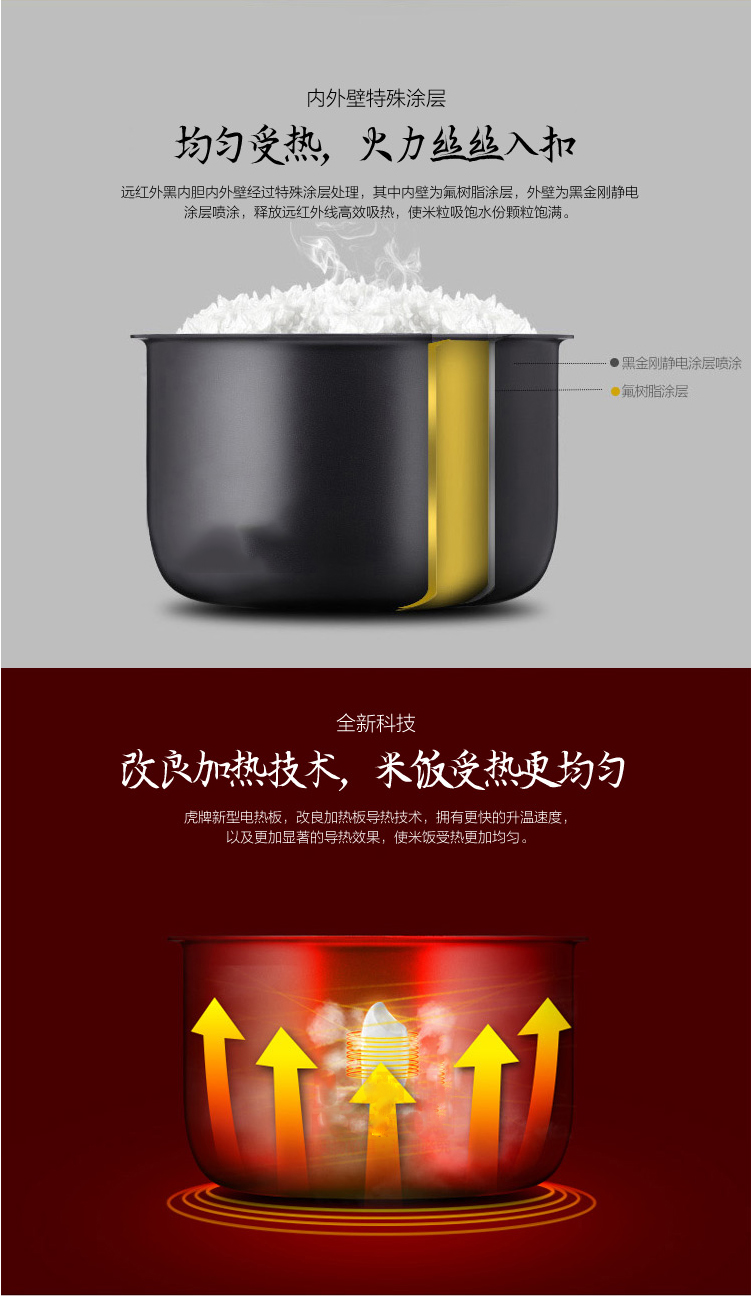 内外壁特殊涂层
均匀受热，火力丝丝入扣
远红外黑内胆内外壁经过特殊涂层处理，其中内壁为氟树脂涂层，外壁为黑金刚静电
涂层喷涂，释放远红外线高效吸热，使米粒吸饱水份颗粒饱满。
黑金刚静电涂层喷涂
氟树脂涂层
全新科技
改良加热技术，米饭受热更均匀
虎牌新型电热板，改良加热板导热技术，拥有更快的升温速度，
以及更加显著的导热效果，使米饭受热更加均匀。